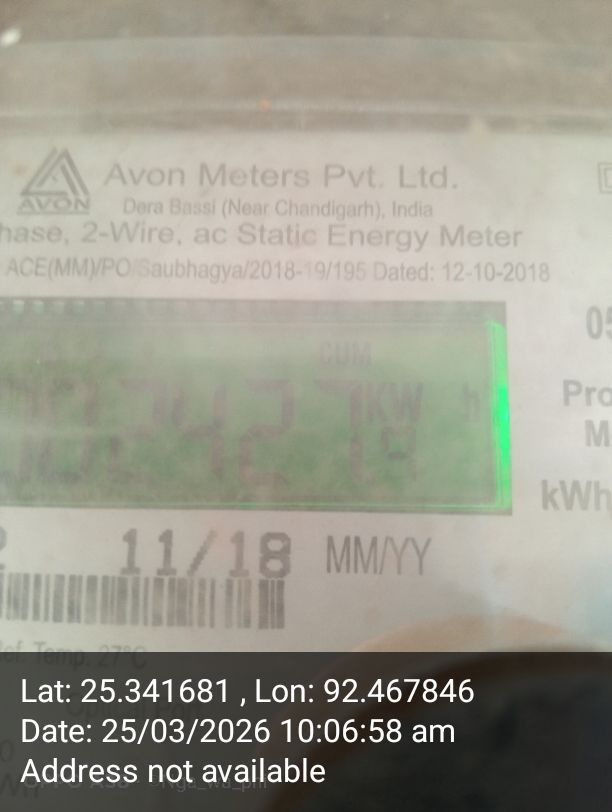 Avon Meters Pvt. Ltd.
AVON
Dera Bassi (Near Chandigarh), India
hase, 2-Wire, ac Static Energy Meter
ACE(MM)/PO/Saubhagya/2018-19/195 Dated: 12-10-2018
05
CUM
002427 KW h
Pro
M
kWh
11/18 MM/YY
Ref. Temp. 27°C
Lat: 25.341681 , Lon: 92.467846
Date: 25/03/2026 10:06:58 am
Address not available